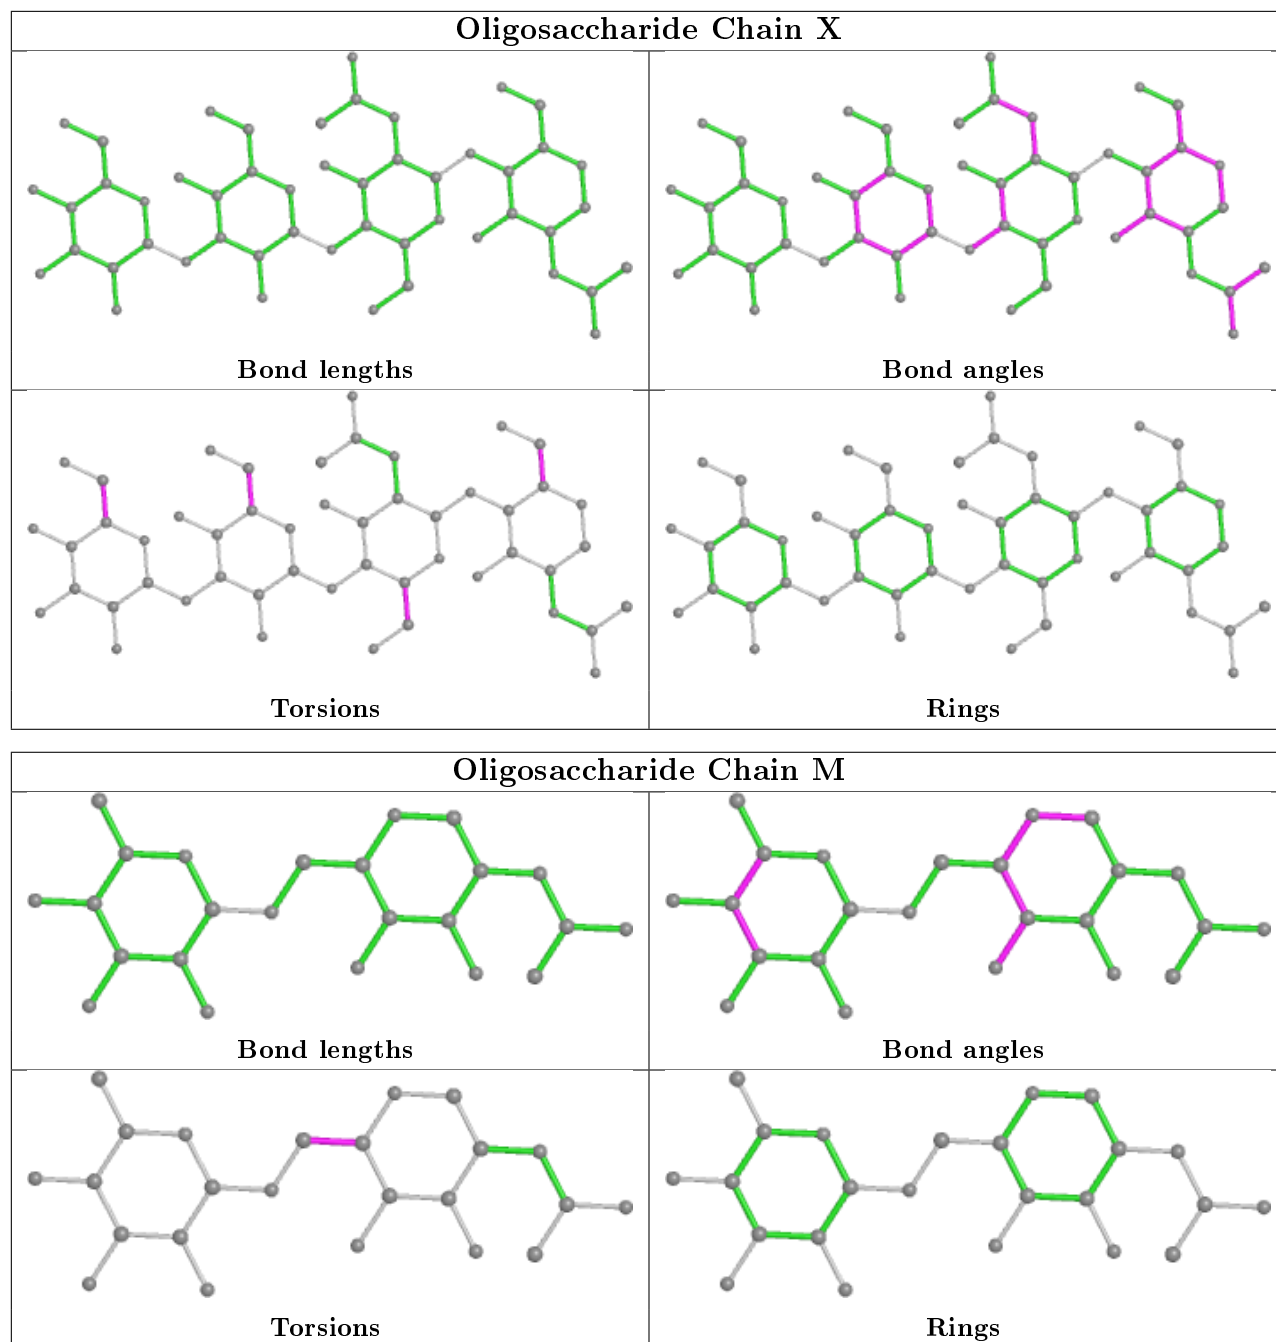 Oligosaccharide Chain X
Bond lengths
Bond angles
Torsions
Rings
Oligosaccharide Chain M
Bond lengths
Bond angles
Torsions
Rings